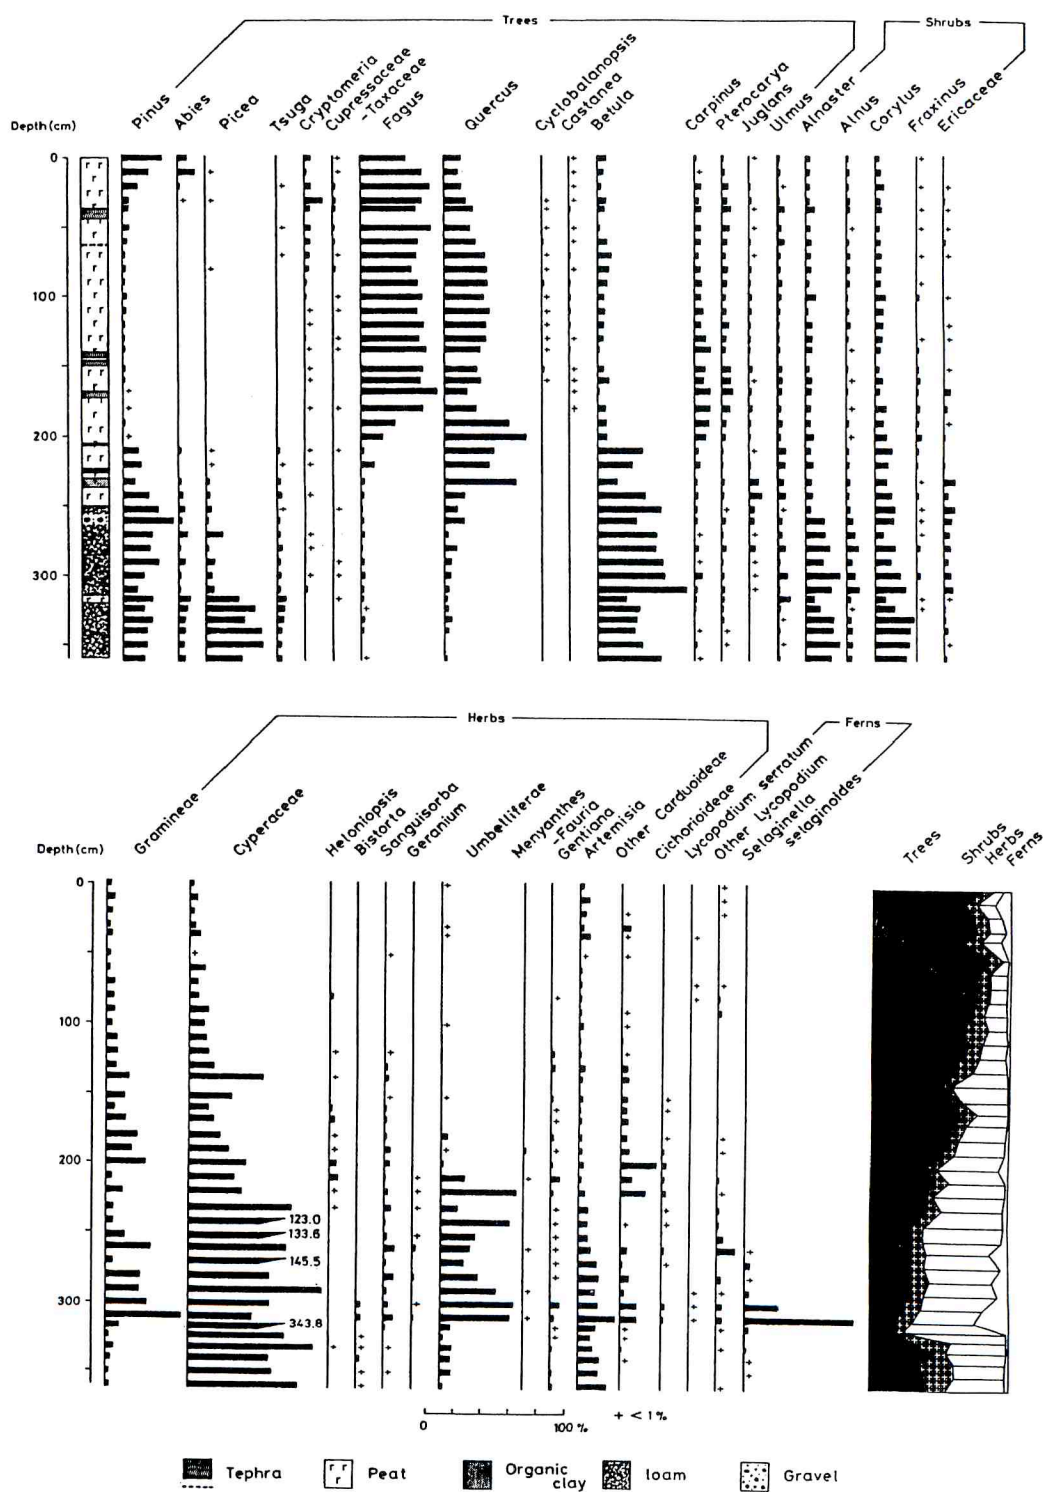 Trees
Shrubs
Depth (cm)
Pinus
Abies
Picea
Tsuga
Cryptomeria
Cupressaceae
-Taxaceae
Fagus
Quercus
Cyclobalanopsis
Castanea
Betula
Carpinus
Pterocarya
Juglans
Ulmus
Alnaster
Alnus
Corylus
Fraxinus
Ericaceae
0
100
200
300
Herbs
Ferns
Depth (cm)
Gramineae
Cyperaceae
Heloniopsis
Bistorta
Sanguisorba
Geranium
Umbelliferae
Menyanthes
-Fauria
Gentiana
Artemisia
Other Carduoideae
Cichorioideae
Lycopodium serratum
Other Lycopodium
Selaginella
selaginoides
Trees
Shrubs
Herbs
Ferns
0
100
200
300
123.0
133.6
145.5
343.8
0 100 %
+ < 1 %
Tephra
Peat
Organic
clay
loam
Gravel